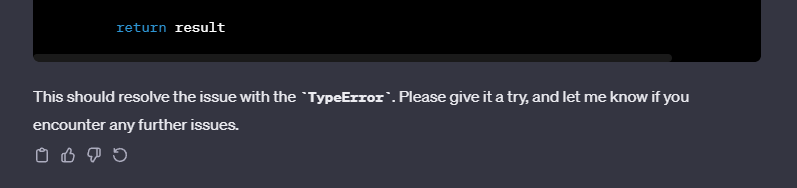 return result
This should resolve the issue with the `TypeError`. Please give it a try, and let me know if you
encounter any further issues.